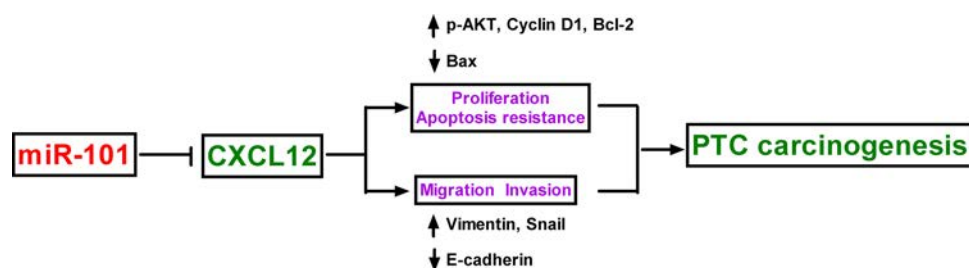 p-AKT, Cyclin D1, Bcl-2
Bax
Proliferation
Apoptosis resistance
miR-101
CXCL12
PTC carcinogenesis
Migration Invasion
Vimentin, Snail
E-cadherin